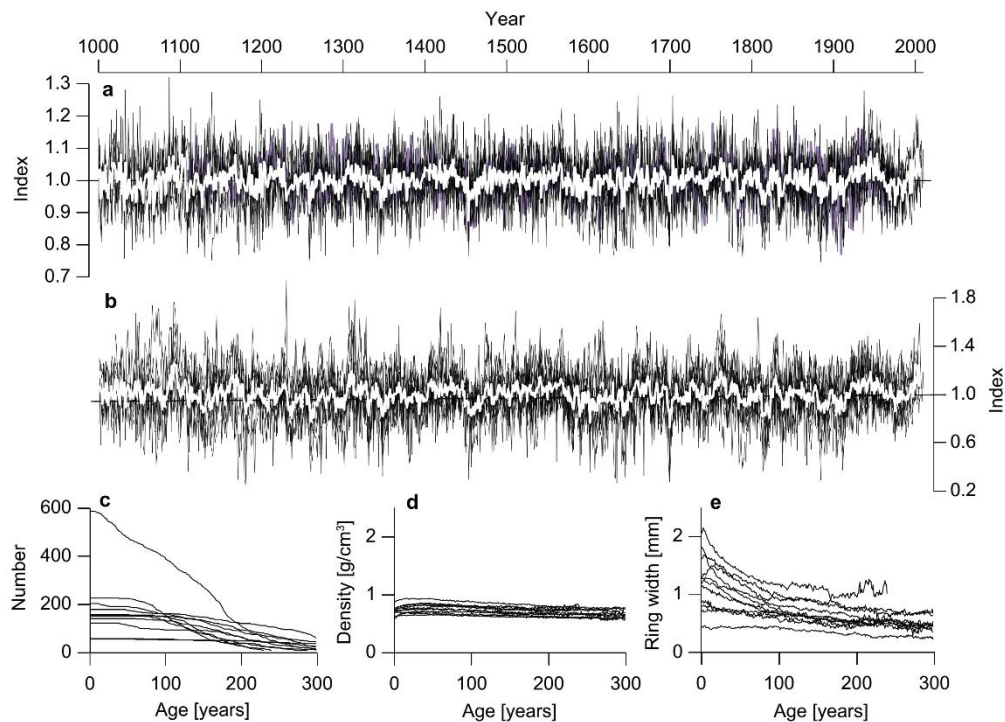 Year
1000 1100 1200 1300 1400 1500 1600 1700 1800 1900 2000
a
1.3
1.2
1.1
1.0
0.9
0.8
0.7
Index
b
1.8
1.4
1.0
0.6
0.2
Index
c
600
400
200
0
Number
0 100 200 300
Age [years]
d
2
1
0
Density [g/cm³]
0 100 200 300
Age [years]
e
2
1
0
Ring width [mm]
0 100 200 300
Age [years]